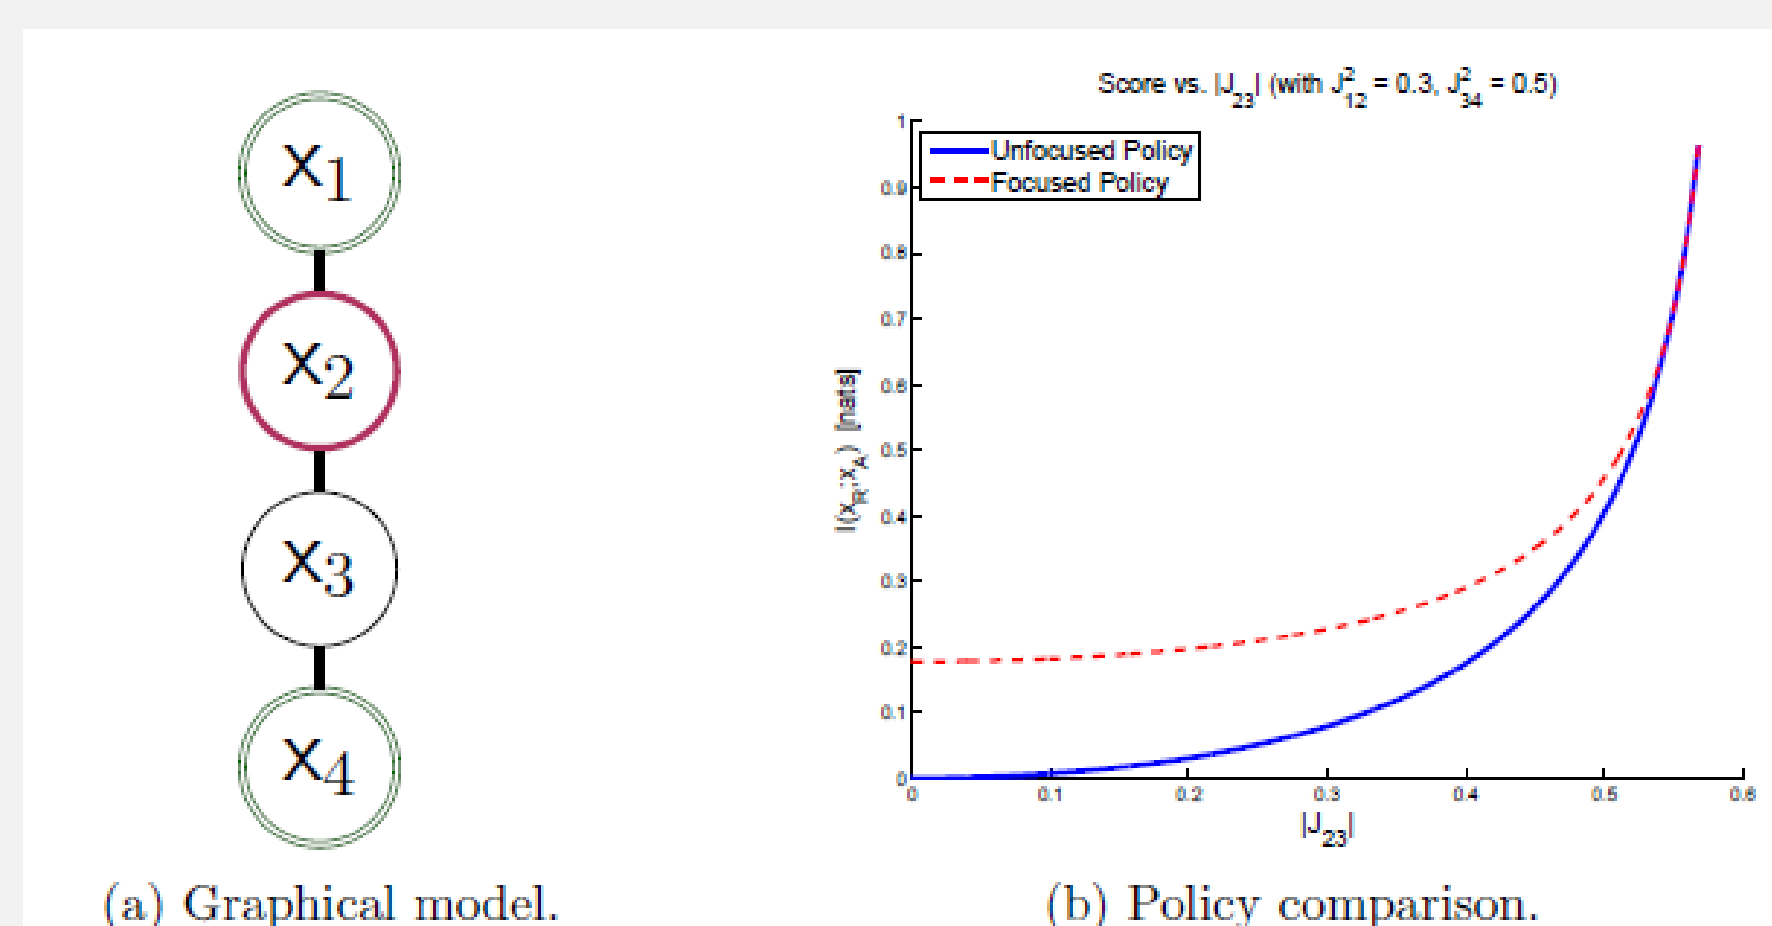 x1
x2
x3
x4
(a) Graphical model.
Score vs. |J23| (with J²12 = 0.3, J²34 = 0.5)
Unfocused Policy
Focused Policy
1
0.9
0.8
0.7
0.6
0.5
0.4
0.3
0.2
0.1
0
I(xR;xA) [nats]
0 0.1 0.2 0.3 0.4 0.5 0.6
|J23|
(b) Policy comparison.